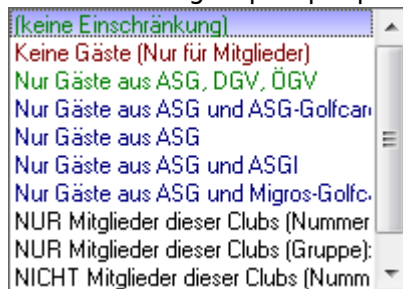 (keine Einschränkung)
Keine Gäste (Nur für Mitglieder)
Nur Gäste aus ASG, DGV, ÖGV
Nur Gäste aus ASG und ASG-Golfcar
Nur Gäste aus ASG
Nur Gäste aus ASG und ASGI
Nur Gäste aus ASG und Migros-Golfc
NUR Mitglieder dieser Clubs (Nummer
NUR Mitglieder dieser Clubs (Gruppe):
NICHT Mitglieder dieser Clubs (Numm